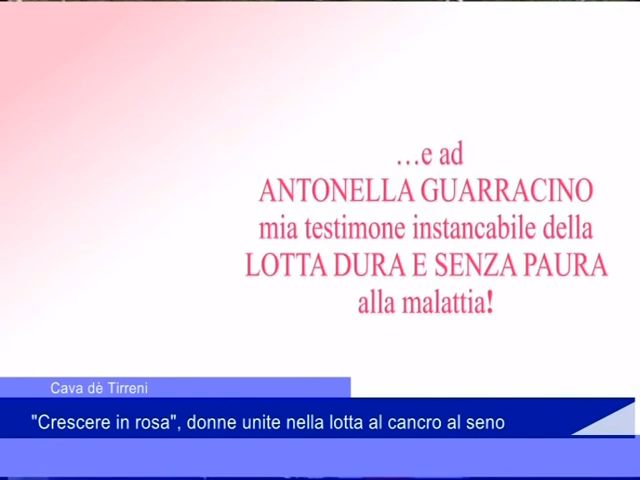 ...e ad
ANTONELLA GUARRACINO
mia testimone instancabile della
LOTTA DURA E SENZA PAURA
alla malattia!
Cava dè Tirreni
"Crescere in rosa", donne unite nella lotta al cancro al seno